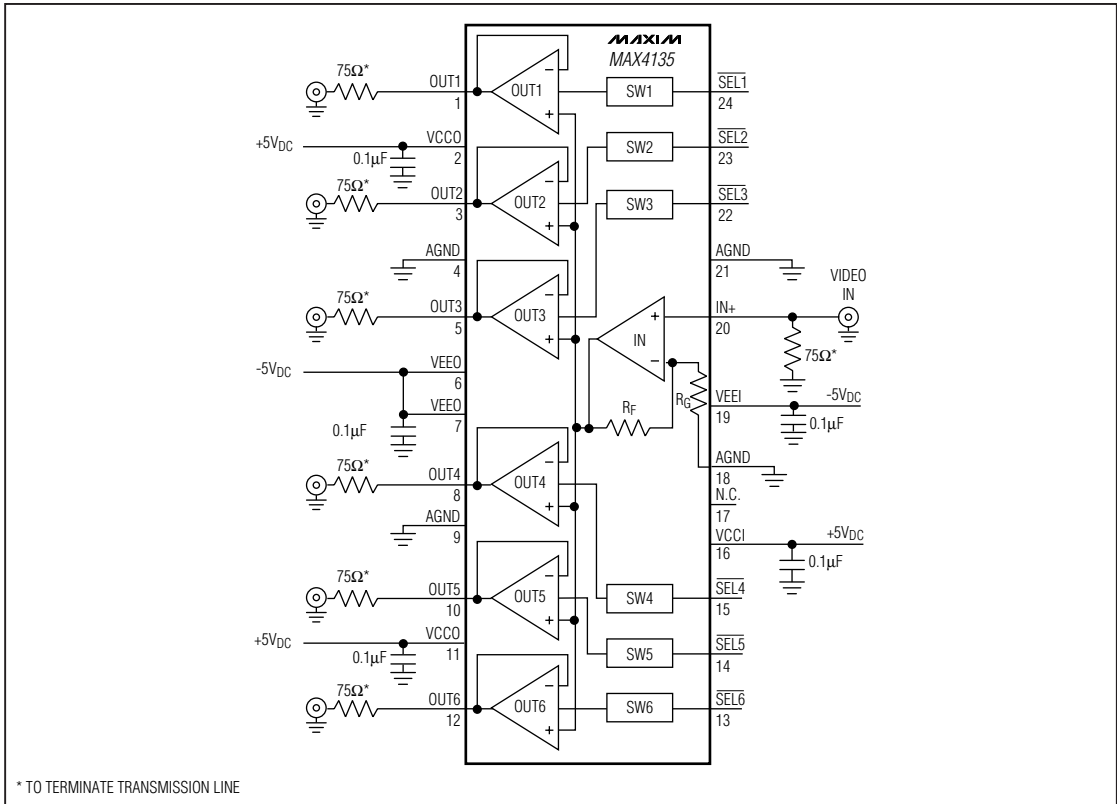 MAXIM
MAX4135
75Ω*
OUT1
1
OUT1
SW1
SEL1
24
+5VDC
VCCO
2
0.1µF
SW2
SEL2
23
75Ω*
OUT2
3
OUT2
SW3
SEL3
22
AGND
4
AGND
21
75Ω*
OUT3
5
OUT3
VIDEO
IN
IN+
20
IN
75Ω*
-5VDC
VEEO
6
VEEO
7
0.1µF
RF
RG
VEEI
19
-5VDC
0.1µF
AGND
18
N.C.
17
75Ω*
OUT4
8
OUT4
AGND
9
VCCI
16
+5VDC
0.1µF
75Ω*
OUT5
10
OUT5
SW4
SEL4
15
+5VDC
VCCO
11
0.1µF
SW5
SEL5
14
75Ω*
OUT6
12
OUT6
SW6
SEL6
13
- + - + - + + - - + - + - +
* TO TERMINATE TRANSMISSION LINE